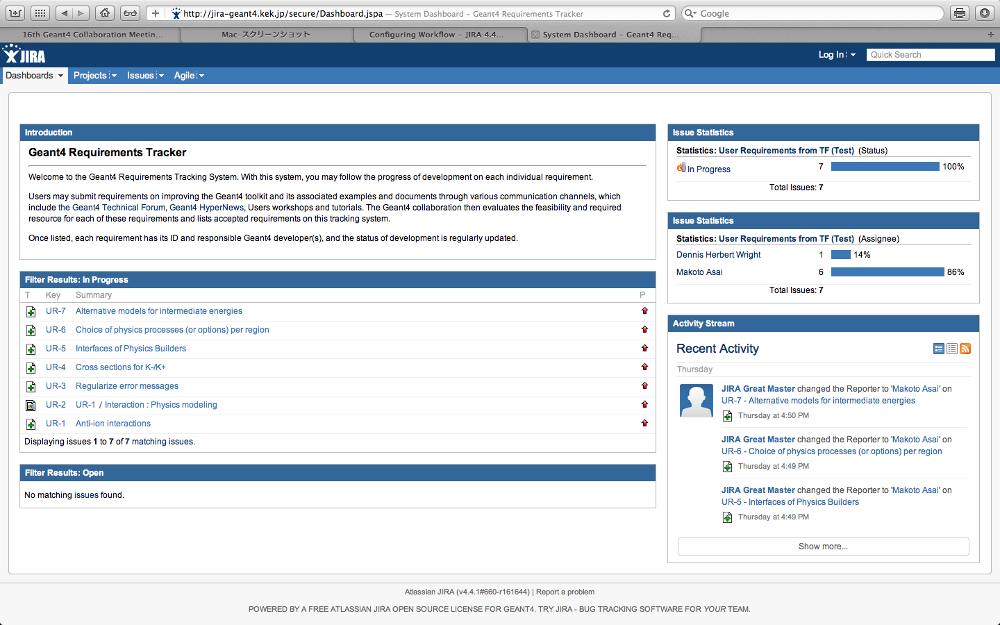 http://jira-geant4.kek.jp/secure/Dashboard.jspa — System Dashboard – Geant4 Requirements Tracker
Google
16th Geant4 Collaboration Meetin...
Mac-スクリーンショット
Configuring Workflow – JIRA 4.4...
System Dashboard – Geant4 Req...
JIRA
Log In
Quick Search
Dashboards
Projects
Issues
Agile
Introduction
Geant4 Requirements Tracker
Welcome to the Geant4 Requirements Tracking System. With this system, you may follow the progress of development on each individual requirement.
Users may submit requirements on improving the Geant4 toolkit and its associated examples and documents through various communication channels, which
include the Geant4 Technical Forum, Geant4 HyperNews, Users workshops and tutorials. The Geant4 collaboration then evaluates the feasibility and required
resource for each of these requirements and lists accepted requirements on this tracking system.
Once listed, each requirement has its ID and responsible Geant4 developer(s), and the status of development is regularly updated.
Filter Results: In Progress
T Key Summary P
UR-7 Alternative models for intermediate energies
UR-6 Choice of physics processes (or options) per region
UR-5 Interfaces of Physics Builders
UR-4 Cross sections for K-/K+
UR-3 Regularize error messages
UR-2 UR-1 / Interaction : Physics modeling
UR-1 Anti-ion interactions
Displaying issues 1 to 7 of 7 matching issues.
Filter Results: Open
No matching issues found.
Issue Statistics
Statistics: User Requirements from TF (Test) (Status)
In Progress 7 100%
Total Issues: 7
Issue Statistics
Statistics: User Requirements from TF (Test) (Assignee)
Dennis Herbert Wright 1 14%
Makoto Asai 6 86%
Total Issues: 7
Activity Stream
Recent Activity
Thursday
JIRA Great Master changed the Reporter to 'Makoto Asai' on
UR-7 - Alternative models for intermediate energies
Thursday at 4:50 PM
JIRA Great Master changed the Reporter to 'Makoto Asai' on
UR-6 - Choice of physics processes (or options) per region
Thursday at 4:49 PM
JIRA Great Master changed the Reporter to 'Makoto Asai' on
UR-5 - Interfaces of Physics Builders
Thursday at 4:49 PM
Show more...
Atlassian JIRA (v4.4.1#660-r161644) | Report a problem
POWERED BY A FREE ATLASSIAN JIRA OPEN SOURCE LICENSE FOR GEANT4. TRY JIRA - BUG TRACKING SOFTWARE FOR YOUR TEAM.